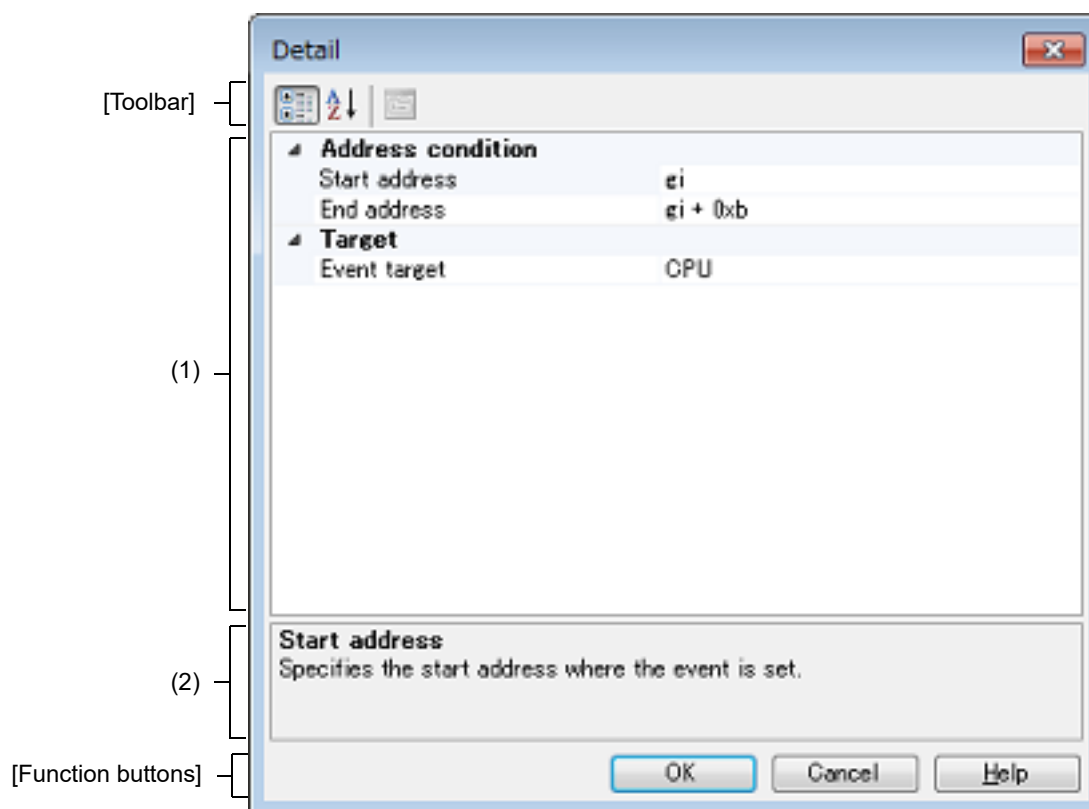 Detail
[Toolbar]
(1)
Address condition
Start address gi
End address gi + 0xb
Target
Event target CPU
(2)
Start address
Specifies the start address where the event is set.
[Function buttons]
OK Cancel Help